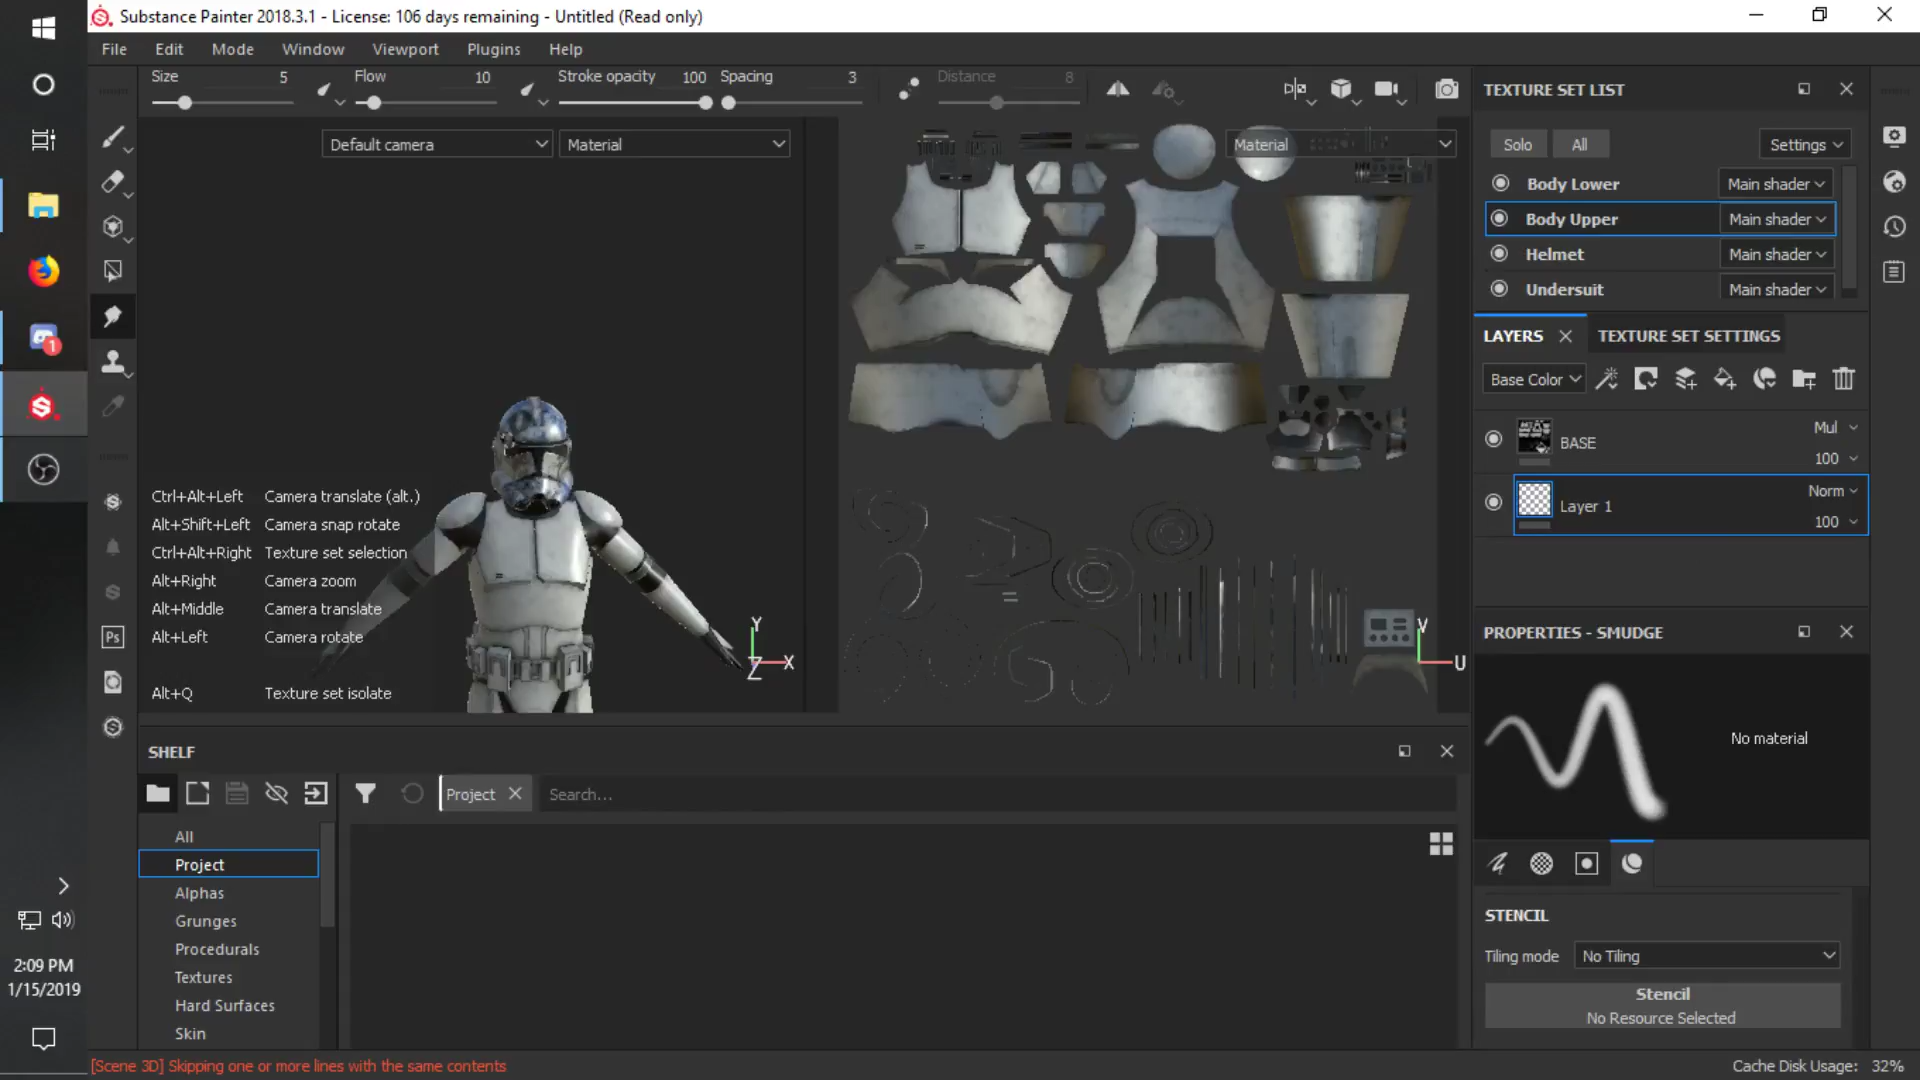 Substance Painter 2018.3.1 - License: 106 days remaining - Untitled (Read only)
File Edit Mode Window Viewport Plugins Help
Size 5 Flow 10 Stroke opacity 100 Spacing 3 Distance 8
Default camera Material Material
Ctrl+Alt+Left Camera translate (alt.)
Alt+Shift+Left Camera snap rotate
Ctrl+Alt+Right Texture set selection
Alt+Right Camera zoom
Alt+Middle Camera translate
Alt+Left Camera rotate
Alt+Q Texture set isolate
Y
Z X
V
U
TEXTURE SET LIST
Solo All Settings
Body Lower Main shader
Body Upper Main shader
Helmet Main shader
Undersuit Main shader
LAYERS TEXTURE SET SETTINGS
Base Color
BASE Mul
100
Layer 1 Norm
100
PROPERTIES - SMUDGE
No material
STENCIL
Tiling mode No Tiling
Stencil
No Resource Selected
SHELF
Project Search...
All
Project
Alphas
Grunges
Procedurals
Textures
Hard Surfaces
Skin
1
Ps
2:09 PM
1/15/2019
[Scene 3D] Skipping one or more lines with the same contents
Cache Disk Usage: 32%